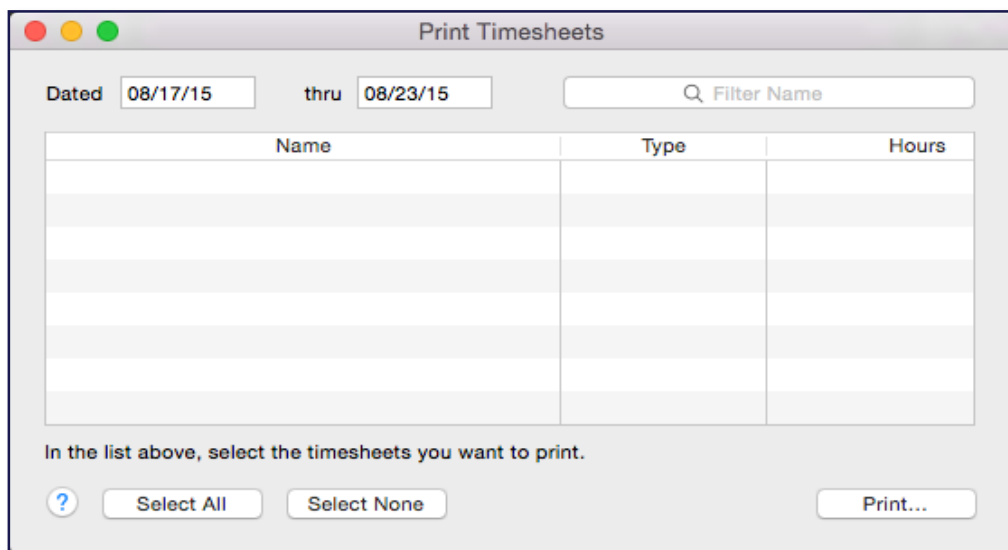 Print Timesheets
Dated 08/17/15 thru 08/23/15 Filter Name
Name Type Hours
In the list above, select the timesheets you want to print.
? Select All Select None Print...